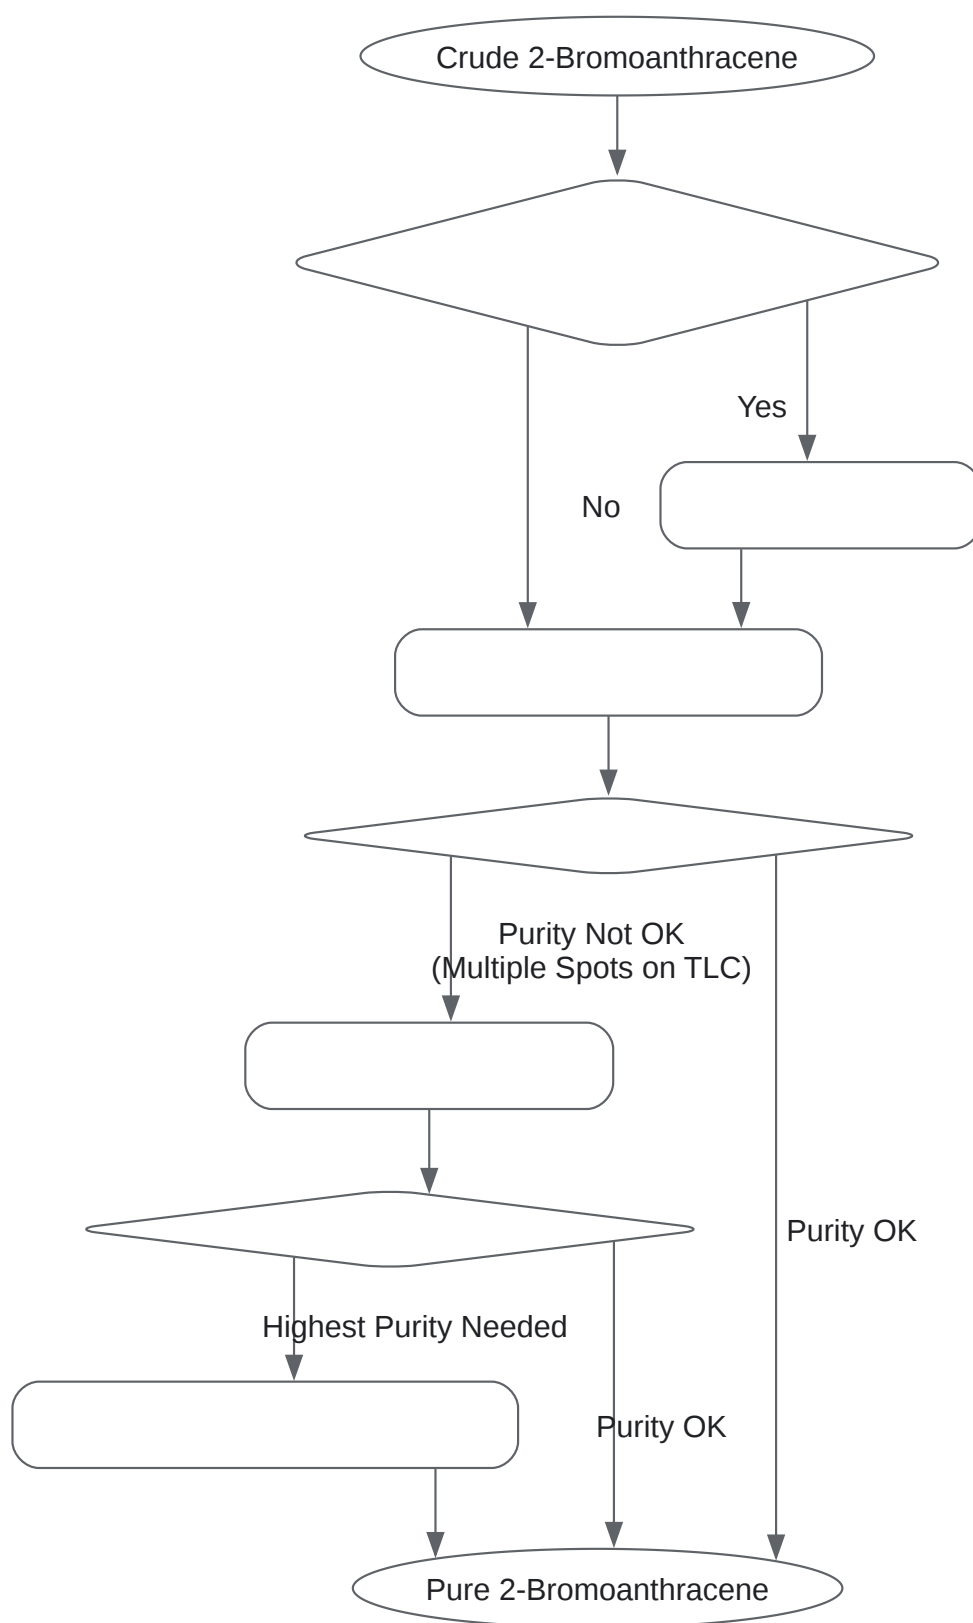 Crude 2-Bromoanthracene
Yes
No
Purity Not OK
(Multiple Spots on TLC)
Purity OK
Highest Purity Needed
Purity OK
Pure 2-Bromoanthracene